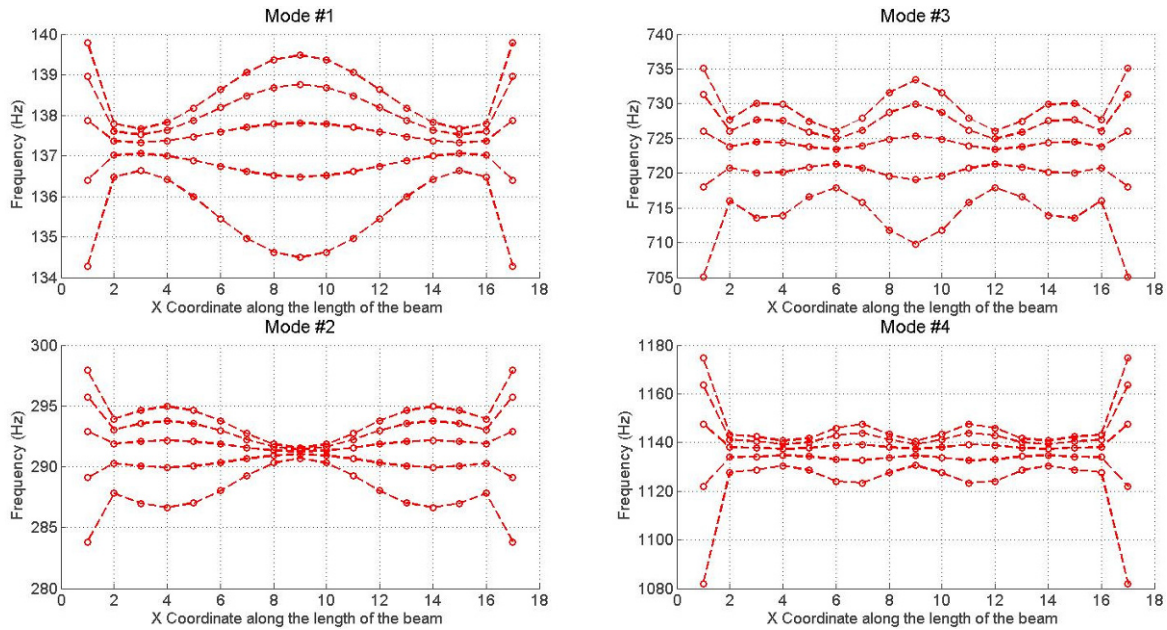 Mode #1
140
139
138
137
136
135
134
Frequency (Hz)
0 2 4 6 8 10 12 14 16 18
X Coordinate along the length of the beam
Mode #3
740
735
730
725
720
715
710
705
Frequency (Hz)
0 2 4 6 8 10 12 14 16 18
X Coordinate along the length of the beam
Mode #2
300
295
290
285
280
Frequency (Hz)
0 2 4 6 8 10 12 14 16 18
X Coordinate along the length of the beam
Mode #4
1180
1160
1140
1120
1100
1080
Frequency (Hz)
0 2 4 6 8 10 12 14 16 18
X Coordinate along the length of the beam